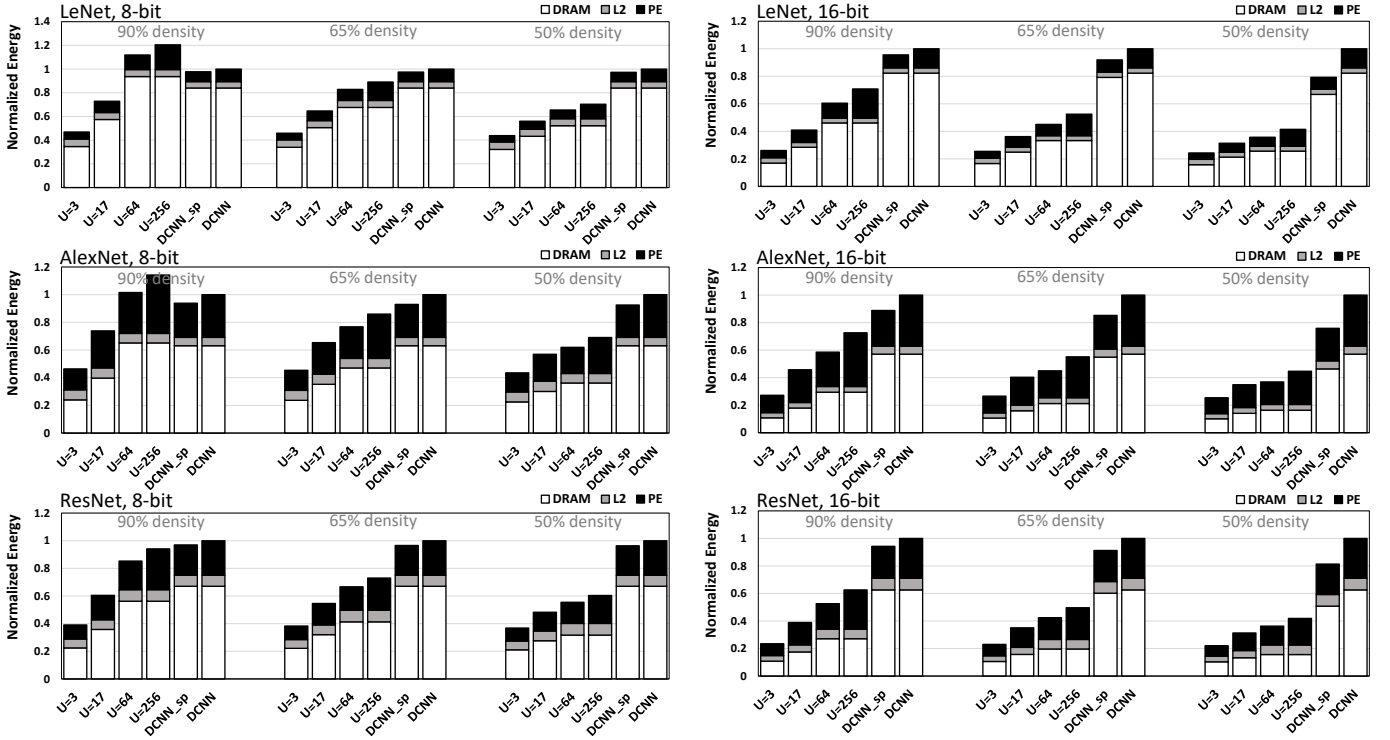 LeNet, 8-bit
DRAM L2 PE
90% density 65% density 50% density
Normalized Energy
1.4
1.2
1
0.8
0.6
0.4
0.2
0
U=3 U=17 U=64 U=256 DCNN_sp DCNN U=3 U=17 U=64 U=256 DCNN_sp DCNN U=3 U=17 U=64 U=256 DCNN_sp DCNN
LeNet, 16-bit
DRAM L2 PE
90% density 65% density 50% density
Normalized Energy
1.2
1
0.8
0.6
0.4
0.2
0
U=3 U=17 U=64 U=256 DCNN_sp DCNN U=3 U=17 U=64 U=256 DCNN_sp DCNN U=3 U=17 U=64 U=256 DCNN_sp DCNN
AlexNet, 8-bit
DRAM L2 PE
90% density 65% density 50% density
Normalized Energy
1.2
1
0.8
0.6
0.4
0.2
0
U=3 U=17 U=64 U=256 DCNN_sp DCNN U=3 U=17 U=64 U=256 DCNN_sp DCNN U=3 U=17 U=64 U=256 DCNN_sp DCNN
AlexNet, 16-bit
DRAM L2 PE
90% density 65% density 50% density
Normalized Energy
1.2
1
0.8
0.6
0.4
0.2
0
U=3 U=17 U=64 U=256 DCNN_sp DCNN U=3 U=17 U=64 U=256 DCNN_sp DCNN U=3 U=17 U=64 U=256 DCNN_sp DCNN
ResNet, 8-bit
DRAM L2 PE
90% density 65% density 50% density
Normalized Energy
1.2
1
0.8
0.6
0.4
0.2
0
U=3 U=17 U=64 U=256 DCNN_sp DCNN U=3 U=17 U=64 U=256 DCNN_sp DCNN U=3 U=17 U=64 U=256 DCNN_sp DCNN
ResNet, 16-bit
DRAM L2 PE
90% density 65% density 50% density
Normalized Energy
1.2
1
0.8
0.6
0.4
0.2
0
U=3 U=17 U=64 U=256 DCNN_sp DCNN U=3 U=17 U=64 U=256 DCNN_sp DCNN U=3 U=17 U=64 U=256 DCNN_sp DCNN